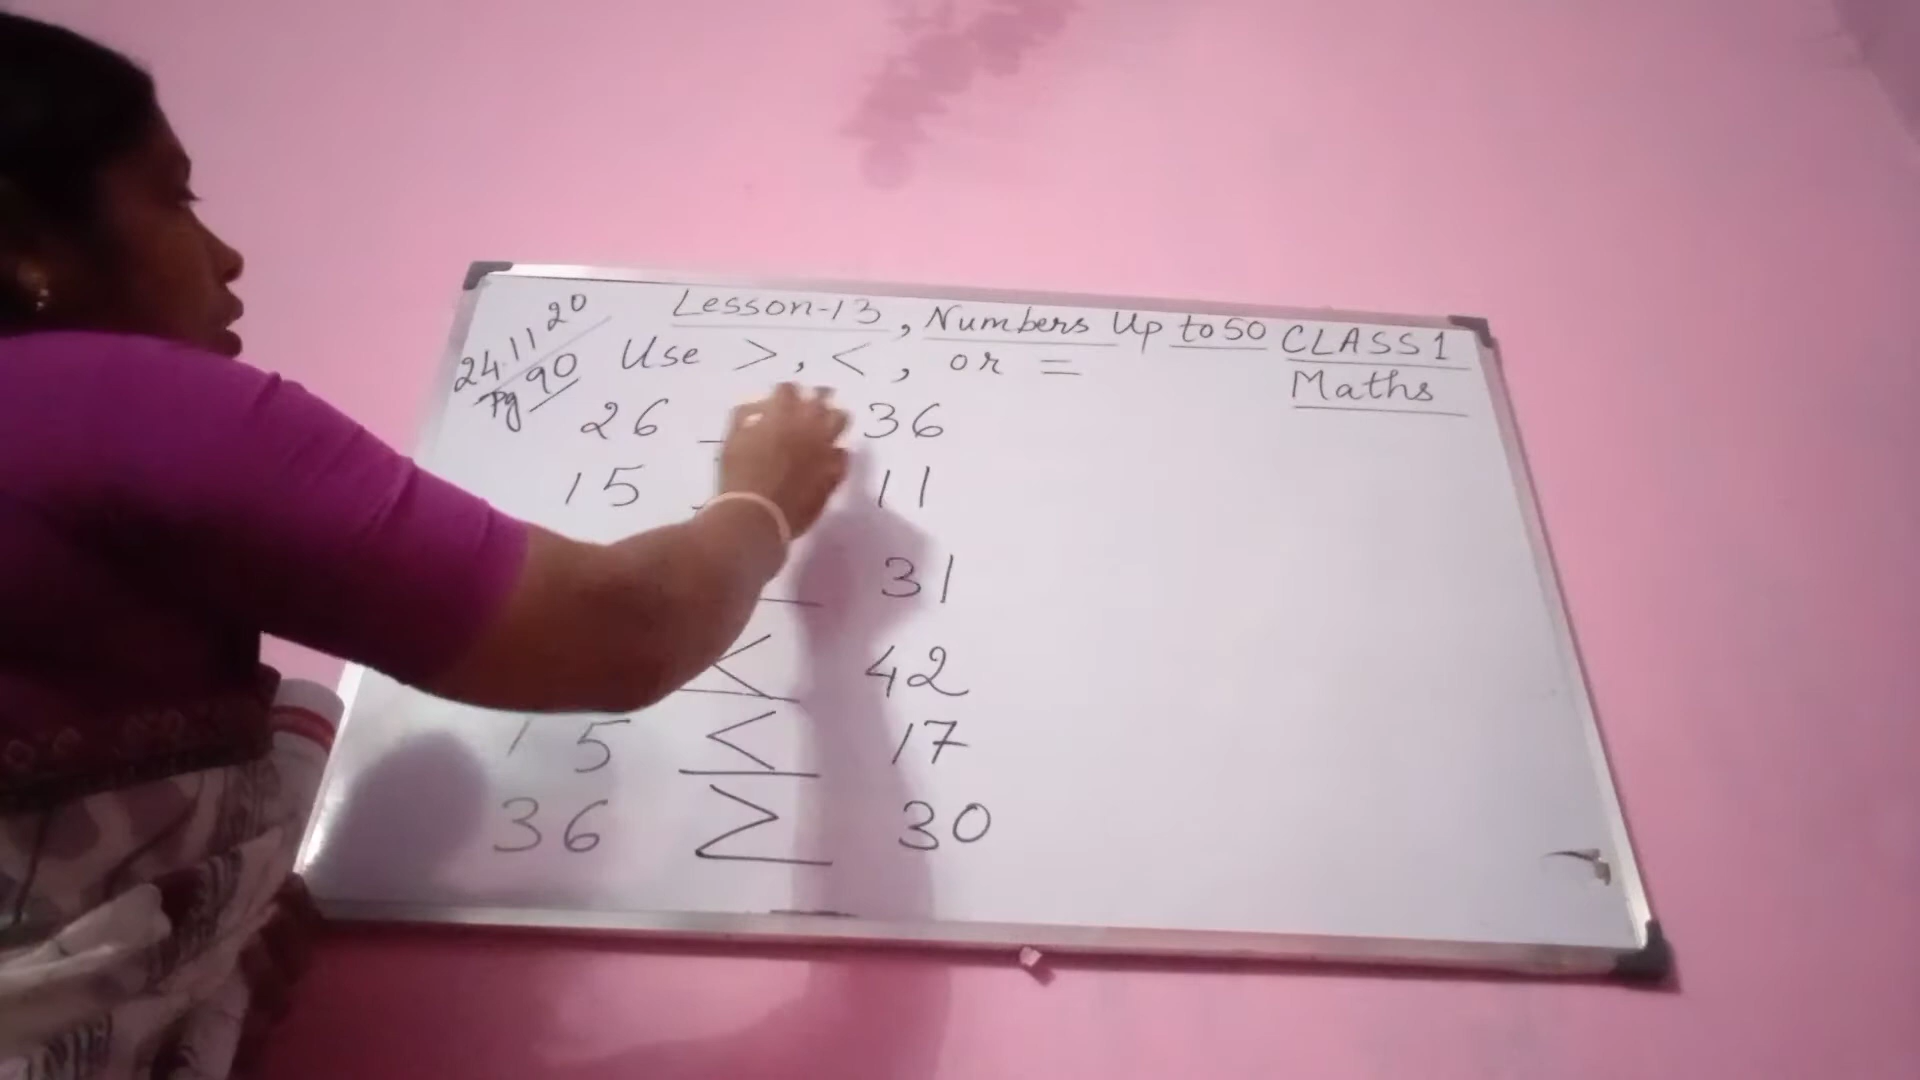 Lesson-13, Numbers Up to 50 CLASS 1
24.11.20
Use >, <, or = Maths
Pg 90
26 36
15 11
31
< 42
15 < 17
36 > 30